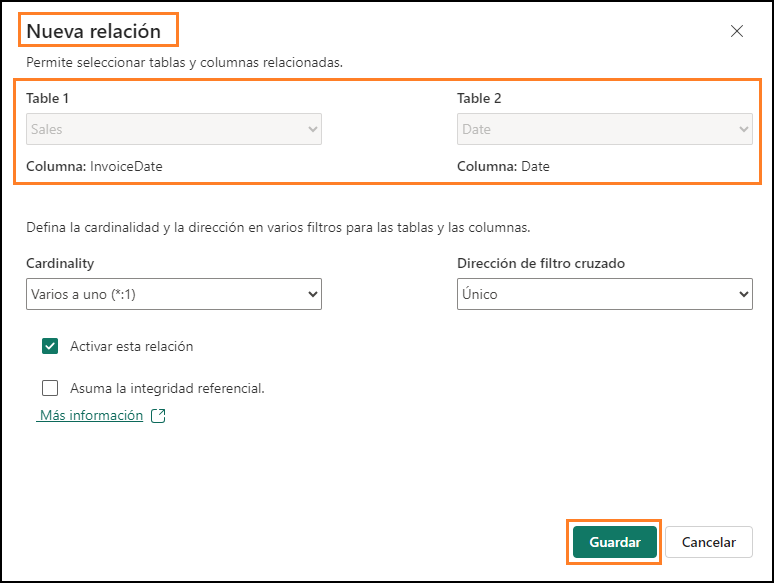 Nueva relación
Permite seleccionar tablas y columnas relacionadas.
Table 1
Table 2
Sales
Date
Columna: InvoiceDate
Columna: Date
Defina la cardinalidad y la dirección en varios filtros para las tablas y las columnas.
Cardinality
Dirección de filtro cruzado
Varios a uno (*:1)
Único
Activar esta relación
Asuma la integridad referencial.
Más información
Guardar
Cancelar